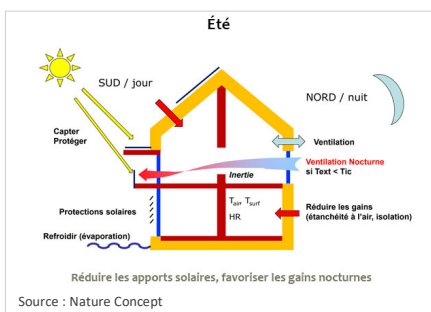 Été
SUD / jour
NORD / nuit
Capter
Protéger
Ventilation
Ventilation Nocturne
si Text < Tic
Inertie
Tair, Tsurf
HR
Réduire les gains
(étanchéité à l'air, isolation)
Protections solaires
Refroidir (évaporation)
Réduire les apports solaires, favoriser les gains nocturnes
Source : Nature Concept